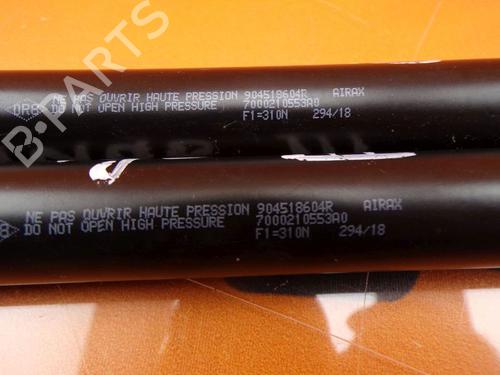 NE PAS OUVRIR HAUTE PRESSION 904518604R AIRAX
DO NOT OPEN HIGH PRESSURE 7000210553A0
F1=310N 294/18
NE PAS OUVRIR HAUTE PRESSION 904518604R AIRAX
DO NOT OPEN HIGH PRESSURE 7000210553A0
F1=310N 294/18
B-PARTS